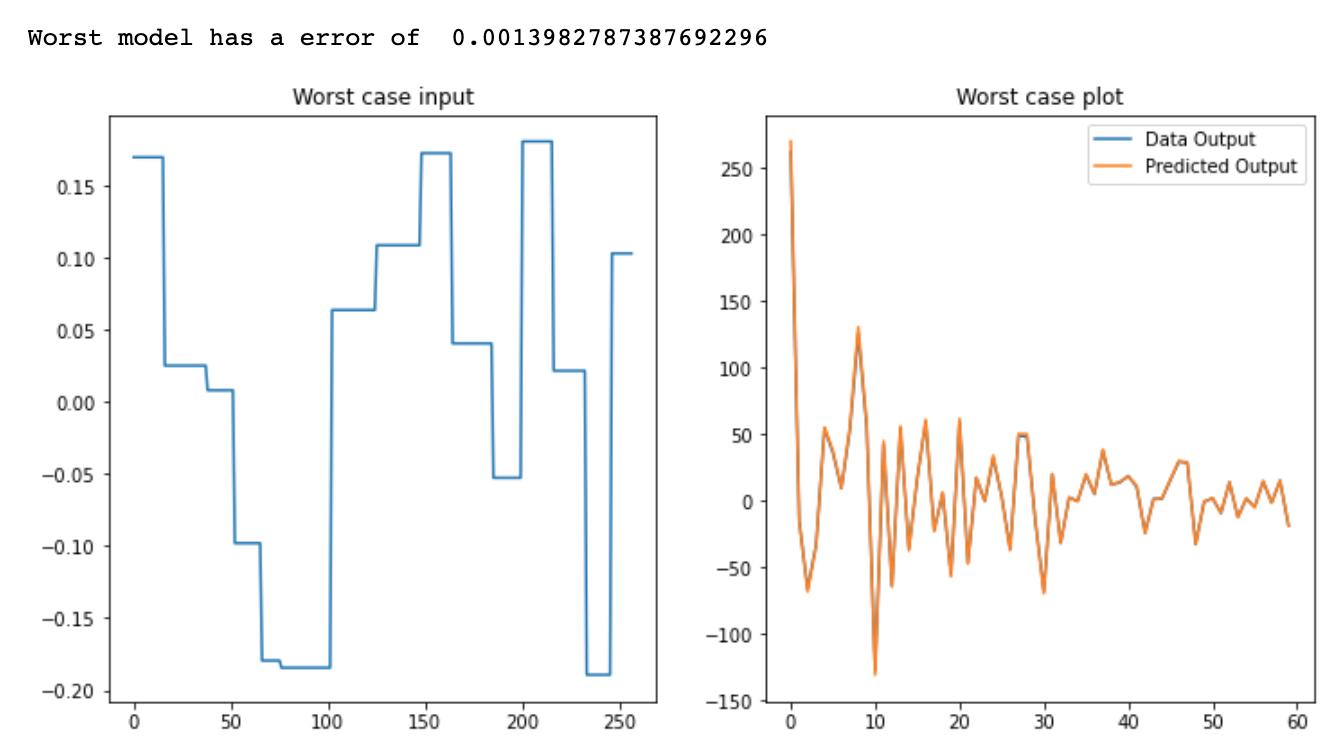 Worst model has a error of 0.0013982787387692296
Worst case input
0.15
0.10
0.05
0.00
−0.05
−0.10
−0.15
−0.20
0 50 100 150 200 250
Worst case plot
Data Output
Predicted Output
250
200
150
100
50
0
−50
−100
−150
0 10 20 30 40 50 60